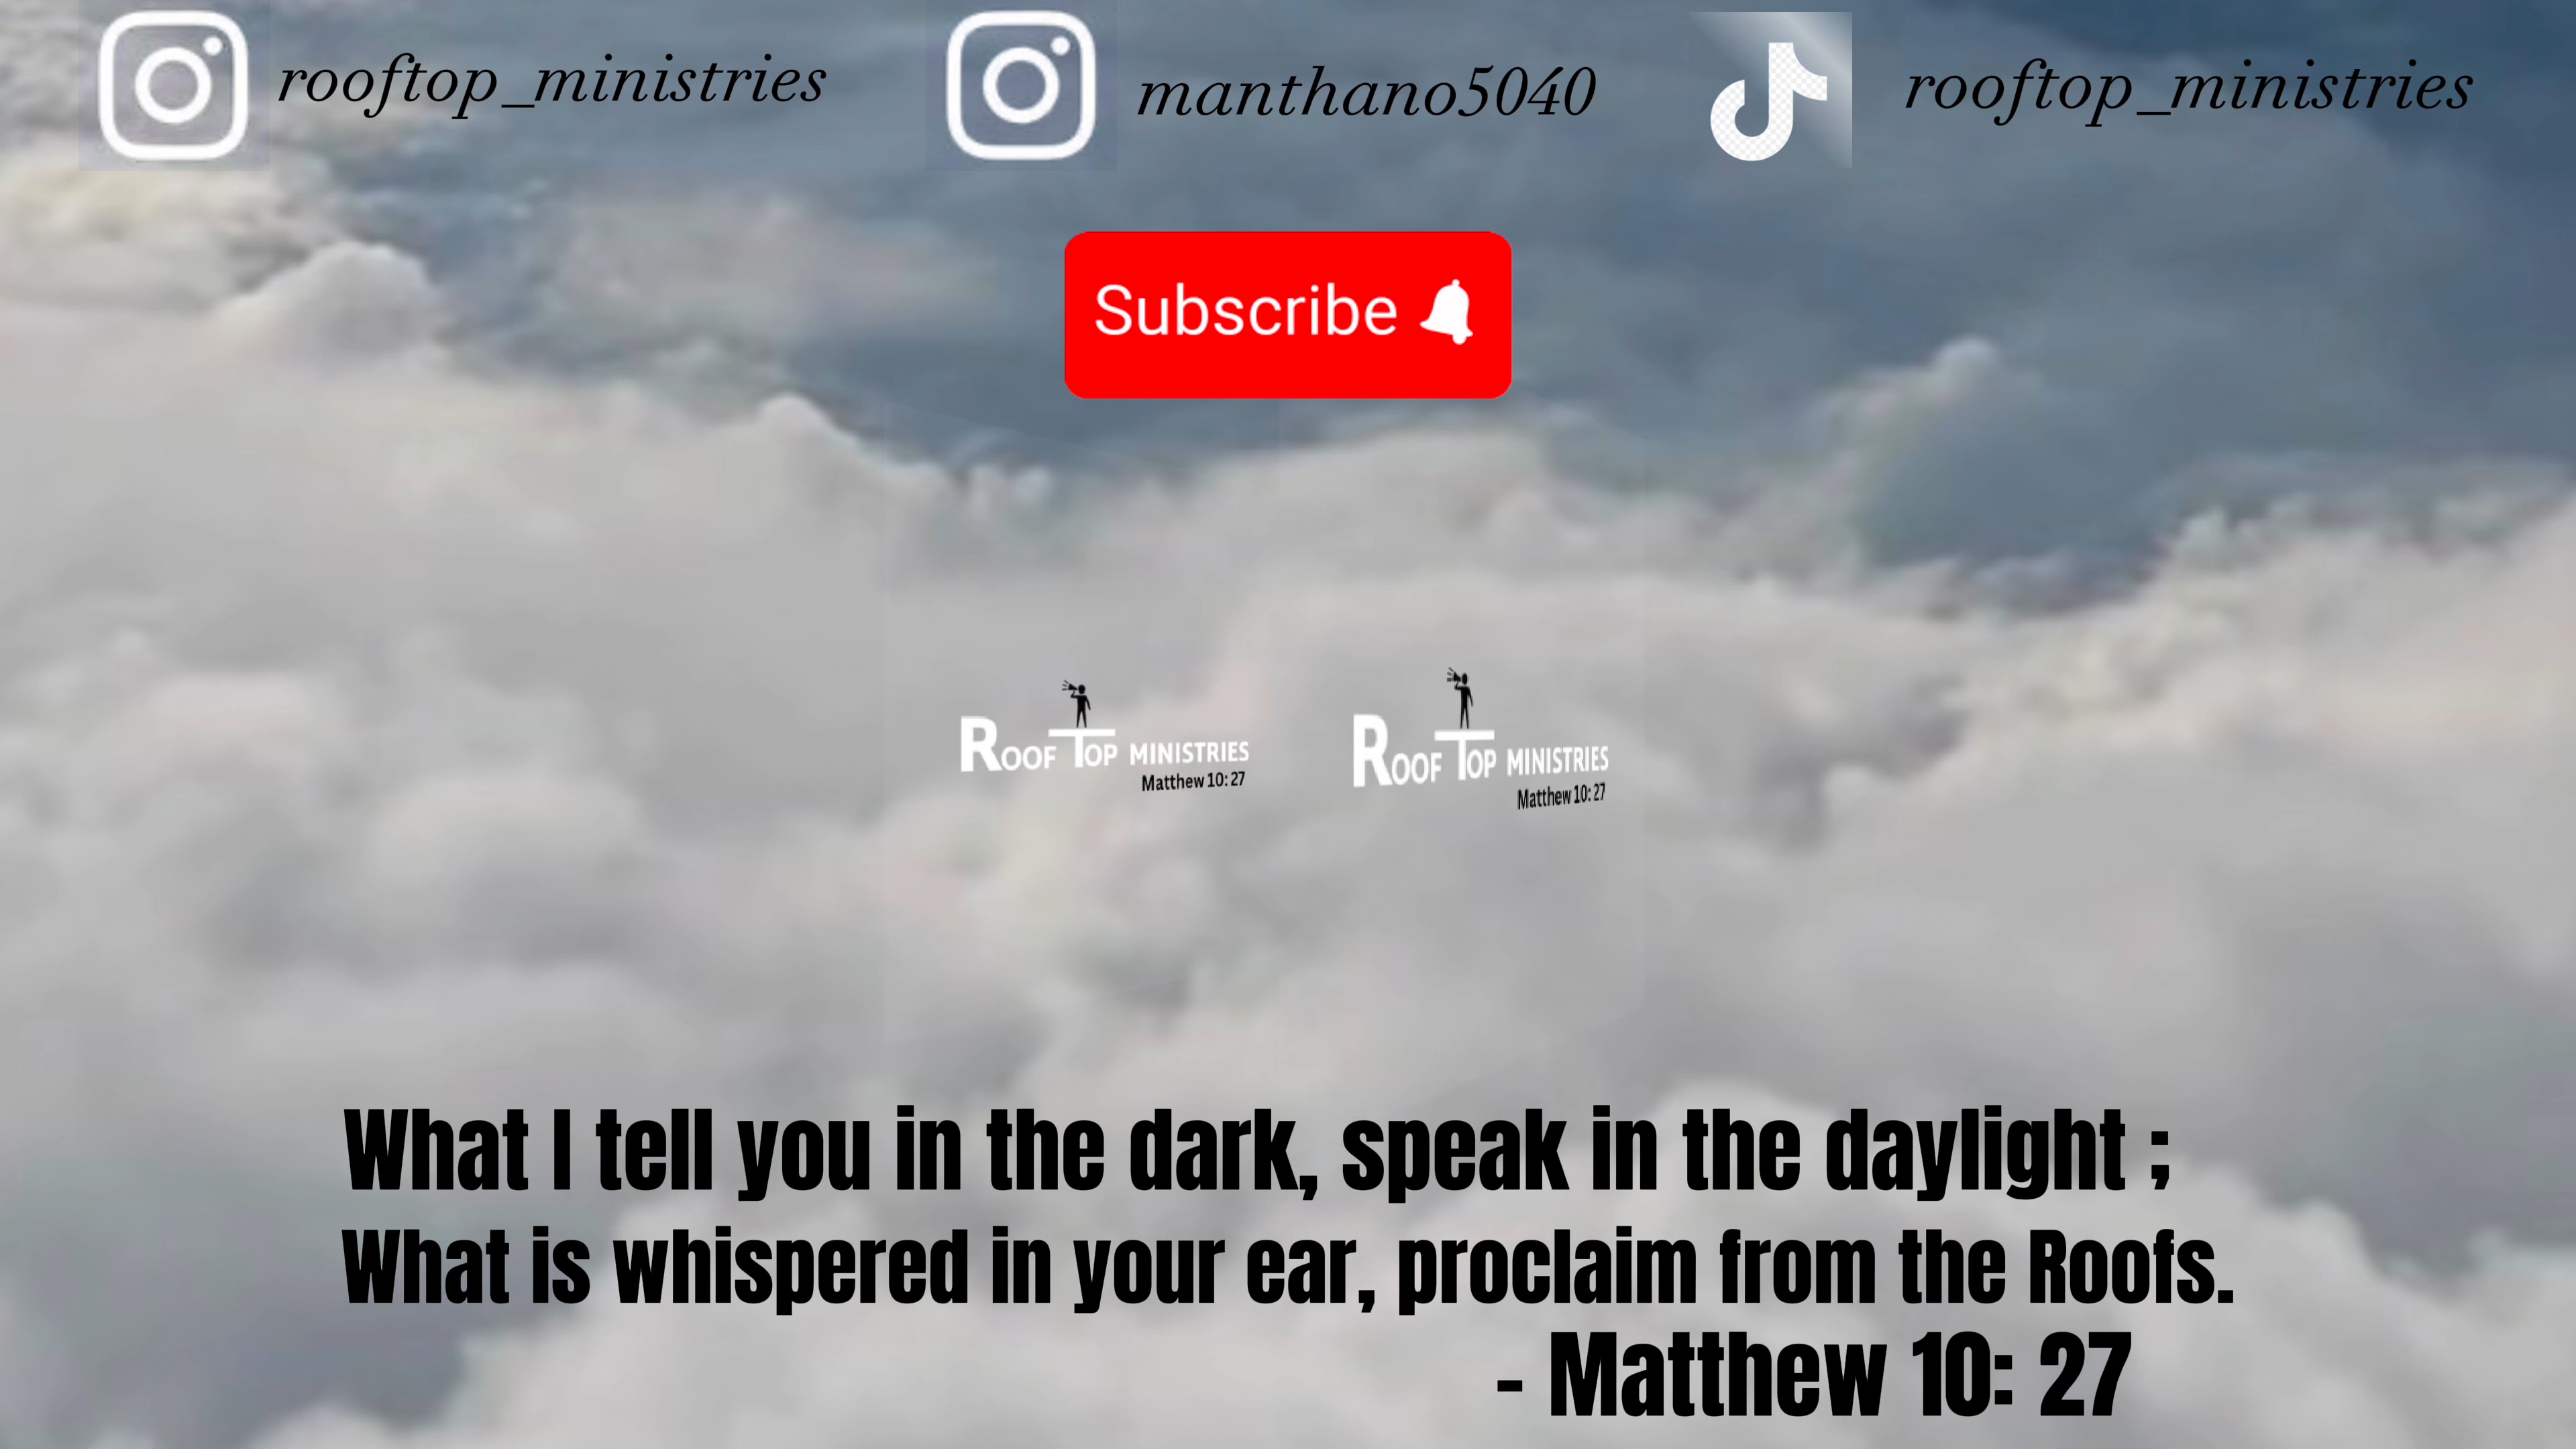 rooftop_ministries manthano5040 rooftop_ministries
Subscribe
ROOF TOP MINISTRIES
Matthew 10:27
ROOF TOP MINISTRIES
Matthew 10:27
What I tell you in the dark, speak in the daylight ;
What is whispered in your ear, proclaim from the Roofs.
- Matthew 10: 27